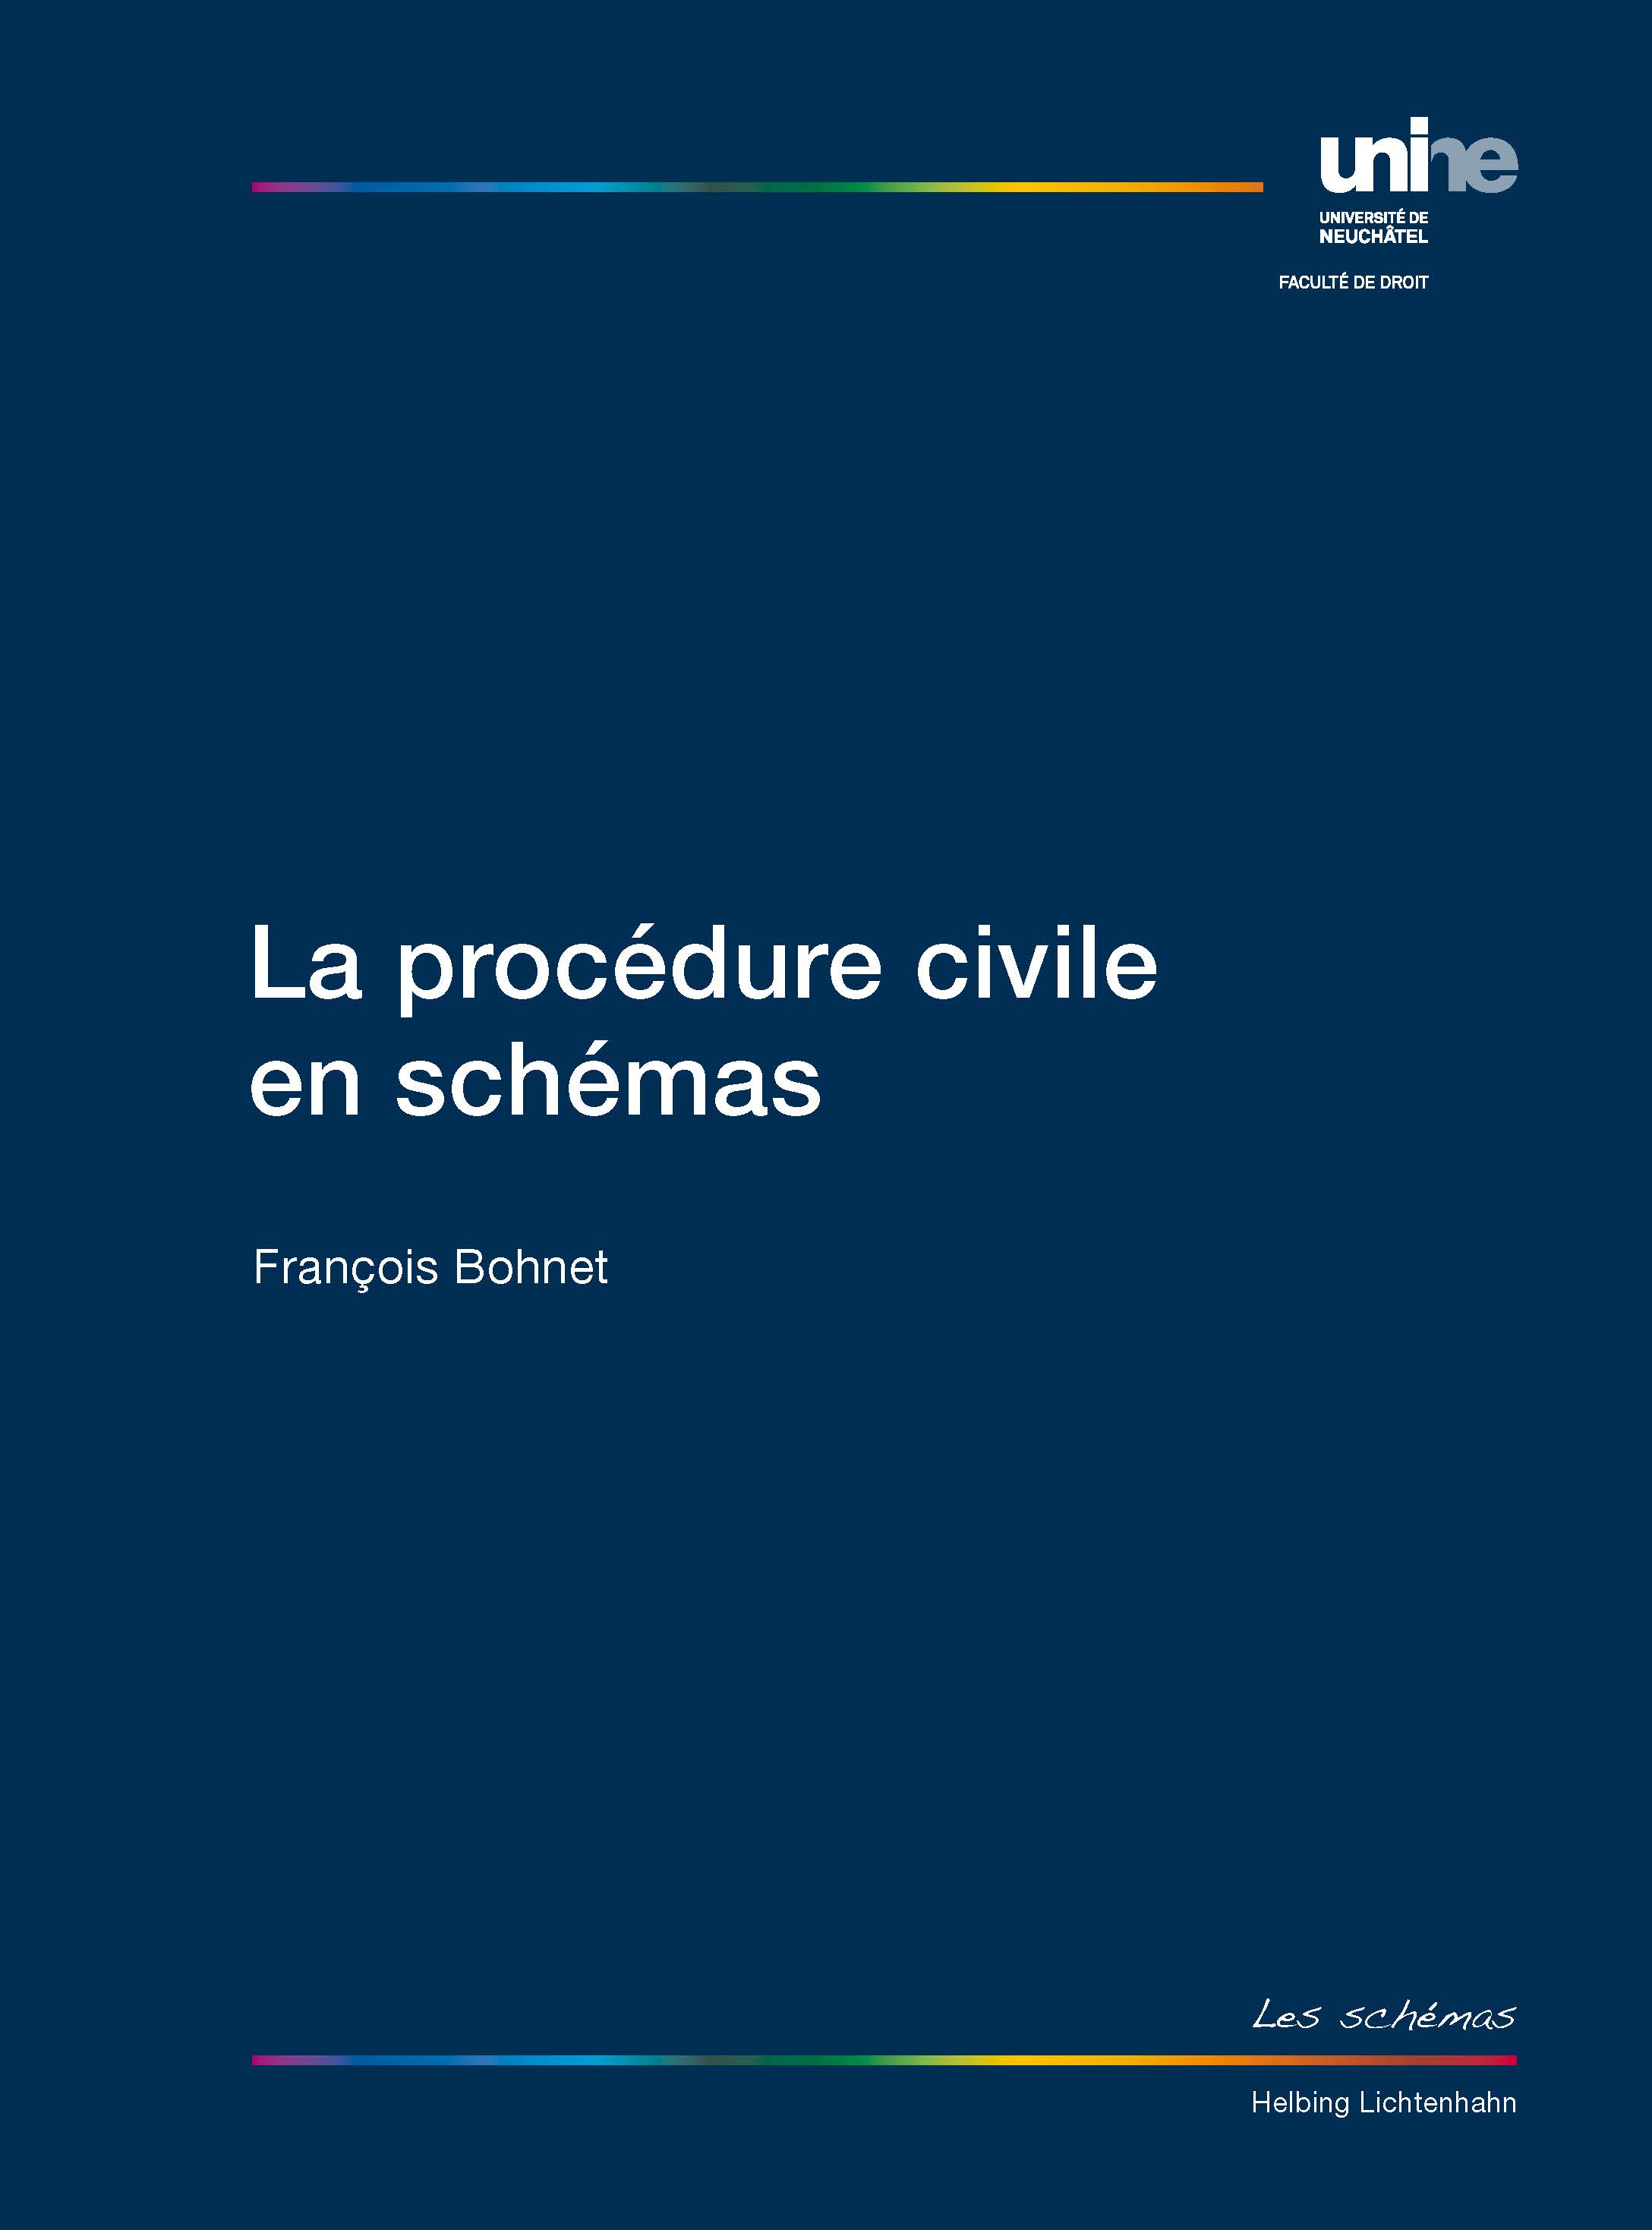 unine
UNIVERSITÉ DE
NEUCHÂTEL
FACULTÉ DE DROIT
La procédure civile
en schémas
François Bohnet
Les schémas
Helbing Lichtenhahn